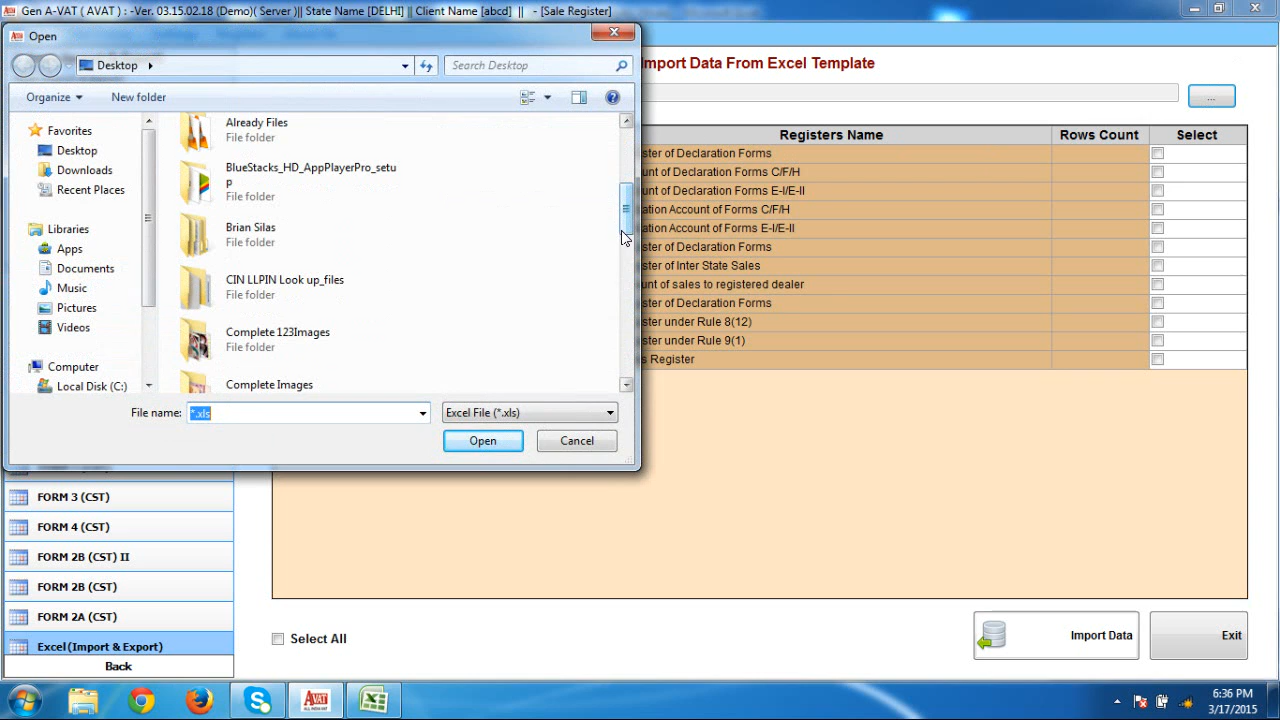 Gen A-VAT ( AVAT ) : -Ver. 03.15.02.18 (Demo)( Server )|| State Name [DELHI] || Client Name [abcd] || - [Sale Register]
Open
Desktop
Search Desktop
Organize
New folder
Favorites
Desktop
Downloads
Recent Places
Libraries
Apps
Documents
Music
Pictures
Videos
Computer
Local Disk (C:)
Already Files
File folder
BlueStacks_HD_AppPlayerPro_setu
p
File folder
Brian Silas
File folder
CIN LLPIN Look up_files
File folder
Complete 123Images
File folder
Complete Images
File name:
*.xls
Excel File (*.xls)
Open
Cancel
Import Data From Excel Template
...
Registers Name
Rows Count
Select
ster of Declaration Forms
unt of Declaration Forms C/F/H
unt of Declaration Forms E-I/E-II
ation Account of Forms C/F/H
ation Account of Forms E-I/E-II
ster of Declaration Forms
ster of Inter State Sales
unt of sales to registered dealer
ster of Declaration Forms
ster under Rule 8(12)
ster under Rule 9(1)
s Register
FORM 3 (CST)
FORM 4 (CST)
FORM 2B (CST) II
FORM 2B (CST)
FORM 2A (CST)
Excel(Import & Export)
Back
Select All
Import Data
Exit
AVAT
6:36 PM
3/17/2015